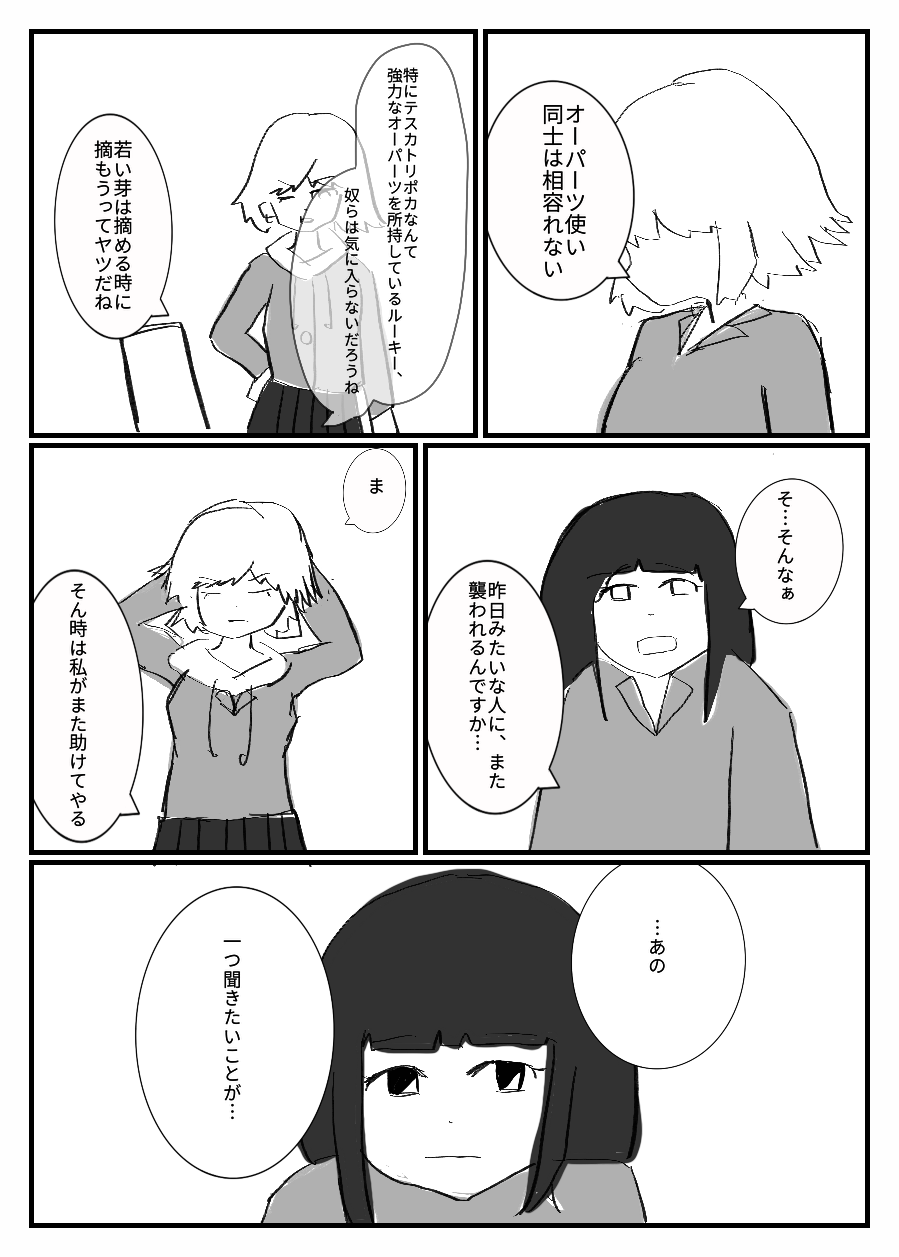 オーパーツ使い
同士は相容れない
特にテスカトリポカなんて
強力なオーパーツを所持しているルーキー、
奴らは気に入らないだろうね
若い芽は摘める時に
摘もうってヤツだね
そ…そんなぁ
昨日みたいな人に、また
襲われるんですか…
ま
そん時は私がまた助けてやる
…あの
一つ聞きたいことが…